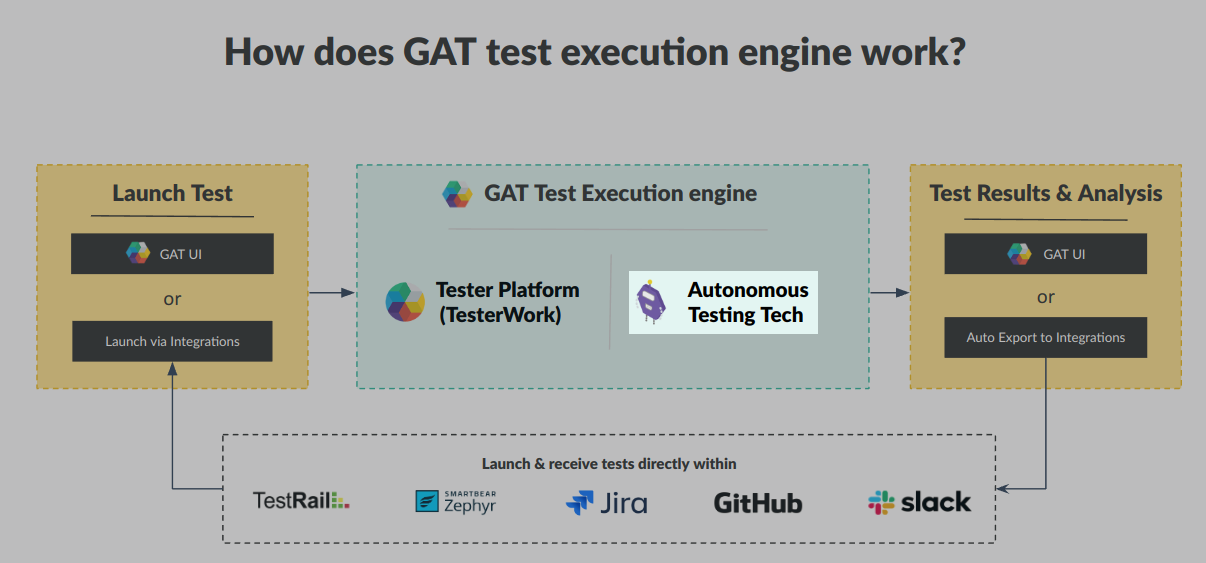 How does GAT test execution engine work?
Launch Test
GAT UI
or
Launch via Integrations
GAT Test Execution engine
Tester Platform
(TesterWork)
Autonomous
Testing Tech
Test Results & Analysis
GAT UI
or
Auto Export to Integrations
Launch & receive tests directly within
TestRail
SMARTBEAR
Zephyr
Jira
GitHub
slack